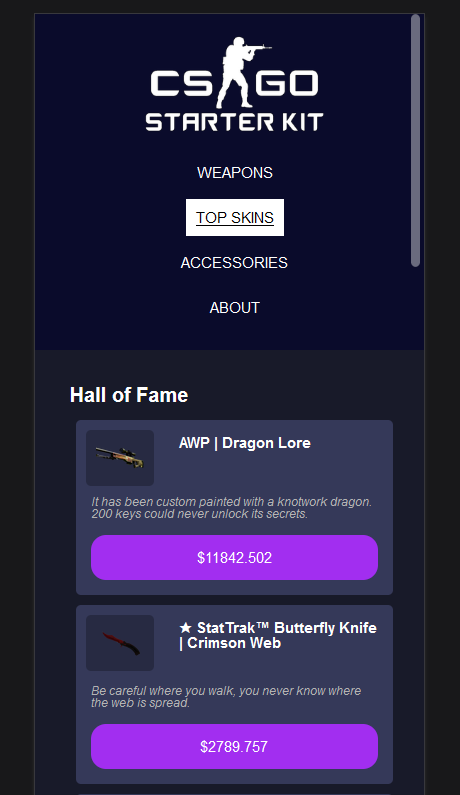 CS GO
STARTER KIT
WEAPONS
TOP SKINS
ACCESSORIES
ABOUT
Hall of Fame
AWP | Dragon Lore
It has been custom painted with a knotwork dragon.
200 keys could never unlock its secrets.
$11842.502
★ StatTrak™ Butterfly Knife
| Crimson Web
Be careful where you walk, you never know where
the web is spread.
$2789.757